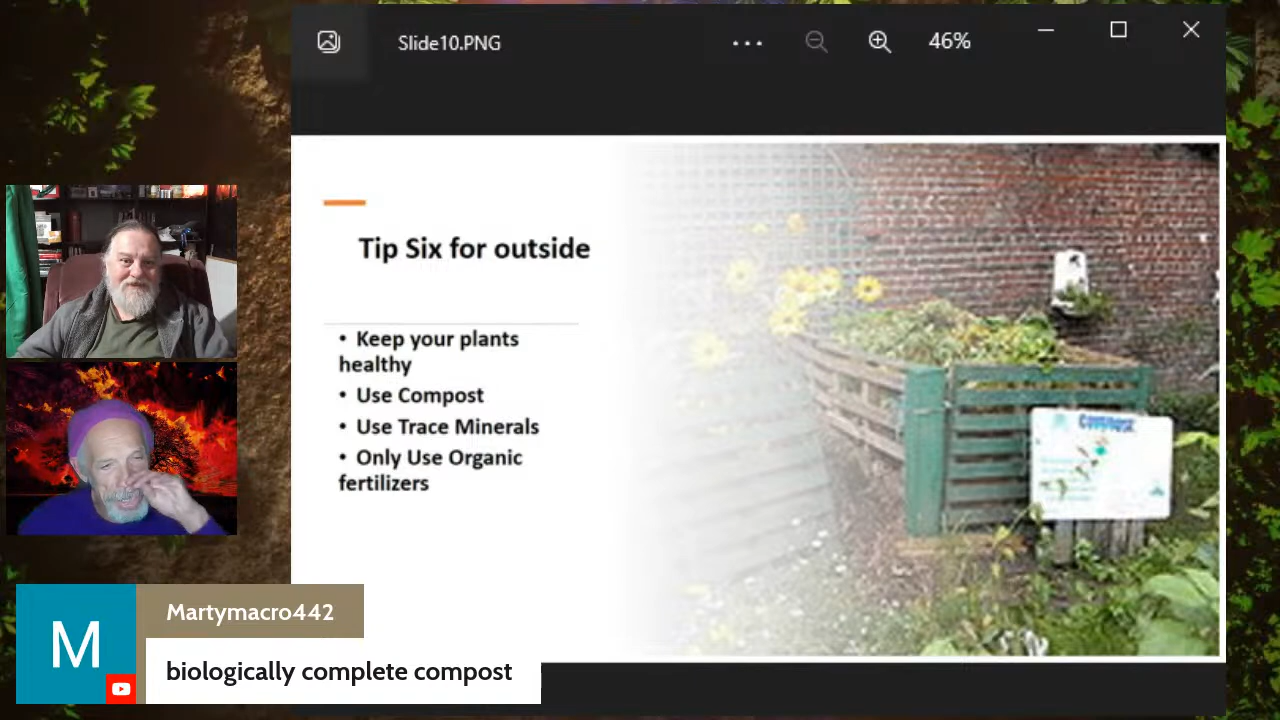 Slide10.PNG
46%
Tip Six for outside
• Keep your plants
healthy
• Use Compost
• Use Trace Minerals
• Only Use Organic
fertilizers
COMPOST
M
Martymacro442
biologically complete compost